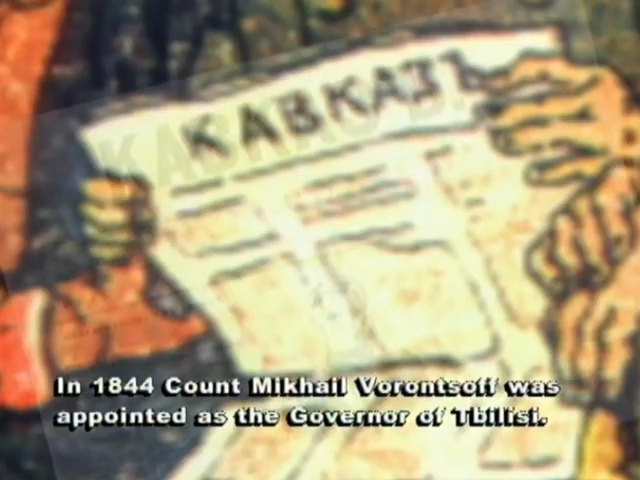 КАВКАЗЪ
In 1844 Count Mikhail Vorontsoff was
appointed as the Governor of Tbilisi.